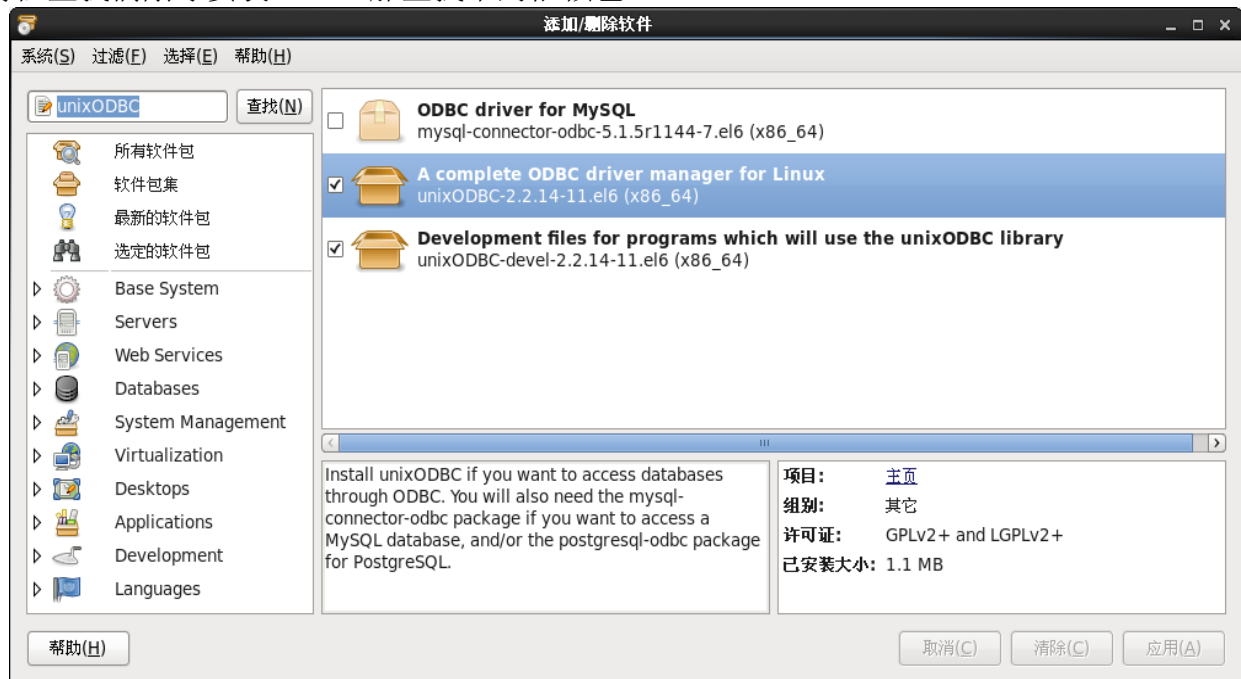 添加/删除软件
系统(S) 过滤(F) 选择(E) 帮助(H)
unixODBC
查找(N)
所有软件包
软件包集
最新的软件包
选定的软件包
Base System
Servers
Web Services
Databases
System Management
Virtualization
Desktops
Applications
Development
Languages
ODBC driver for MySQL
mysql-connector-odbc-5.1.5r1144-7.el6 (x86_64)
A complete ODBC driver manager for Linux
unixODBC-2.2.14-11.el6 (x86_64)
Development files for programs which will use the unixODBC library
unixODBC-devel-2.2.14-11.el6 (x86_64)
Install unixODBC if you want to access databases
through ODBC. You will also need the mysql-
connector-odbc package if you want to access a
MySQL database, and/or the postgresql-odbc package
for PostgreSQL.
项目: 主页
组别: 其它
许可证: GPLv2+ and LGPLv2+
已安装大小: 1.1 MB
帮助(H)
取消(C)
清除(C)
应用(A)